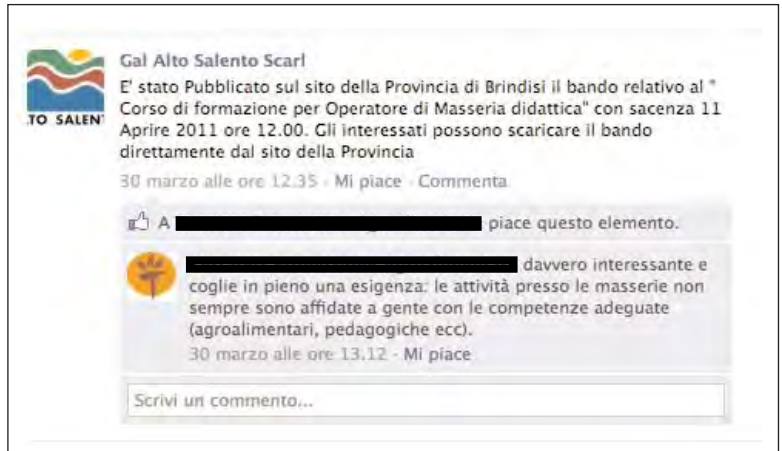 Gal Alto Salento Scarl
E' stato Pubblicato sul sito della Provincia di Brindisi il bando relativo al "
Corso di formazione per Operatore di Masseria didattica" con sacenza 11
Aprire 2011 ore 12.00. Gli interessati possono scaricare il bando
direttamente dal sito della Provincia
TO SALEN
30 marzo alle ore 12.35 · Mi piace · Commenta
A piace questo elemento.
davvero interessante e
coglie in pieno una esigenza: le attività presso le masserie non
sempre sono affidate a gente con le competenze adeguate
(agroalimentari, pedagogiche ecc).
30 marzo alle ore 13.12 · Mi piace
Scrivi un commento...